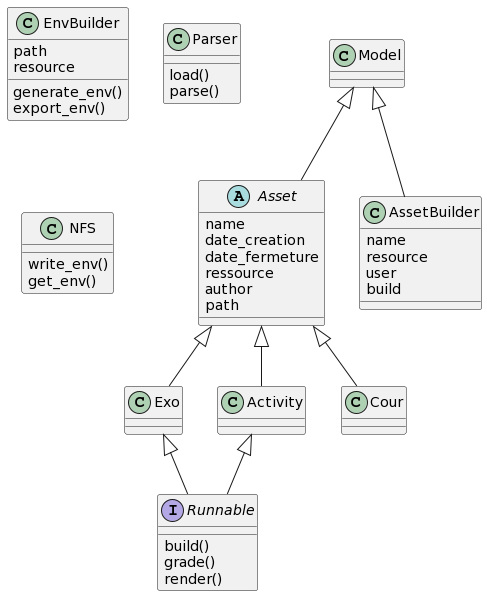 C EnvBuilder
path
resource
generate_env()
export_env()
C Parser
load()
parse()
C Model
C NFS
write_env()
get_env()
A Asset
name
date_creation
date_fermeture
ressource
author
path
C AssetBuilder
name
resource
user
build
C Exo
C Activity
C Cour
I Runnable
build()
grade()
render()